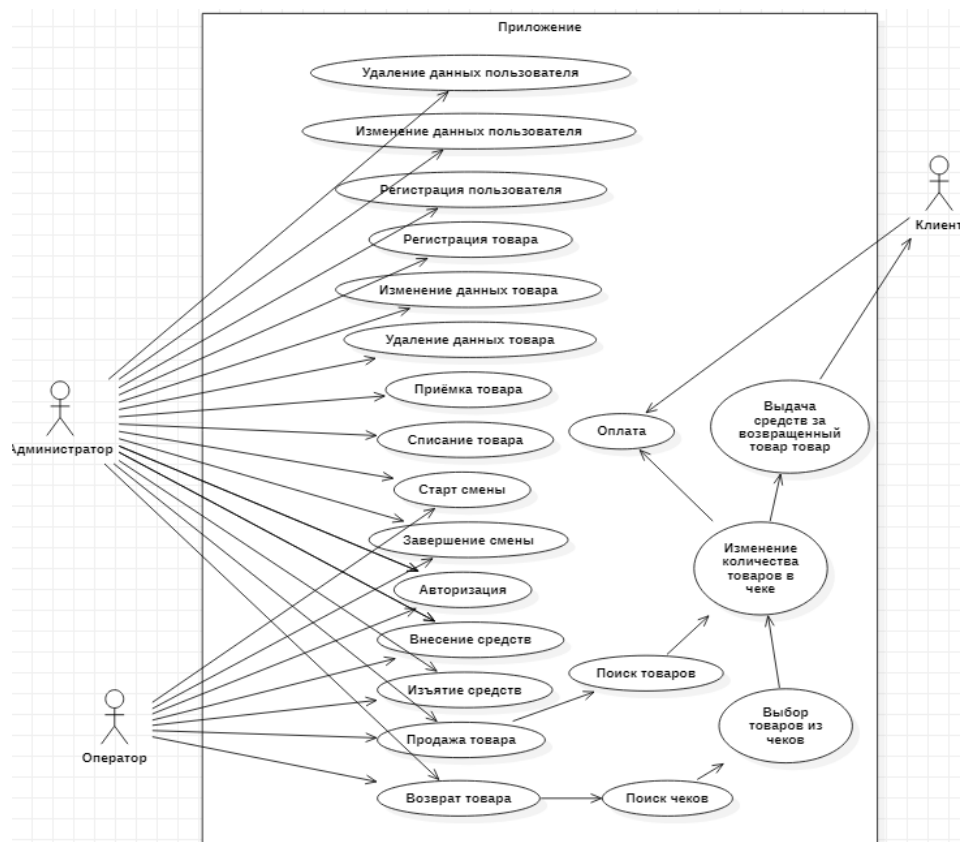 Приложение
Удаление данных пользователя
Изменение данных пользователя
Регистрация пользователя
Регистрация товара
Изменение данных товара
Удаление данных товара
Приёмка товара
Списание товара
Старт смены
Завершение смены
Авторизация
Внесение средств
Изъятие средств
Продажа товара
Возврат товара
Администратор
Оператор
Клиент
Оплата
Выдача
средств за
возвращенный
товар товар
Изменение
количества
товаров в
чеке
Поиск товаров
Выбор
товаров из
чеков
Поиск чеков